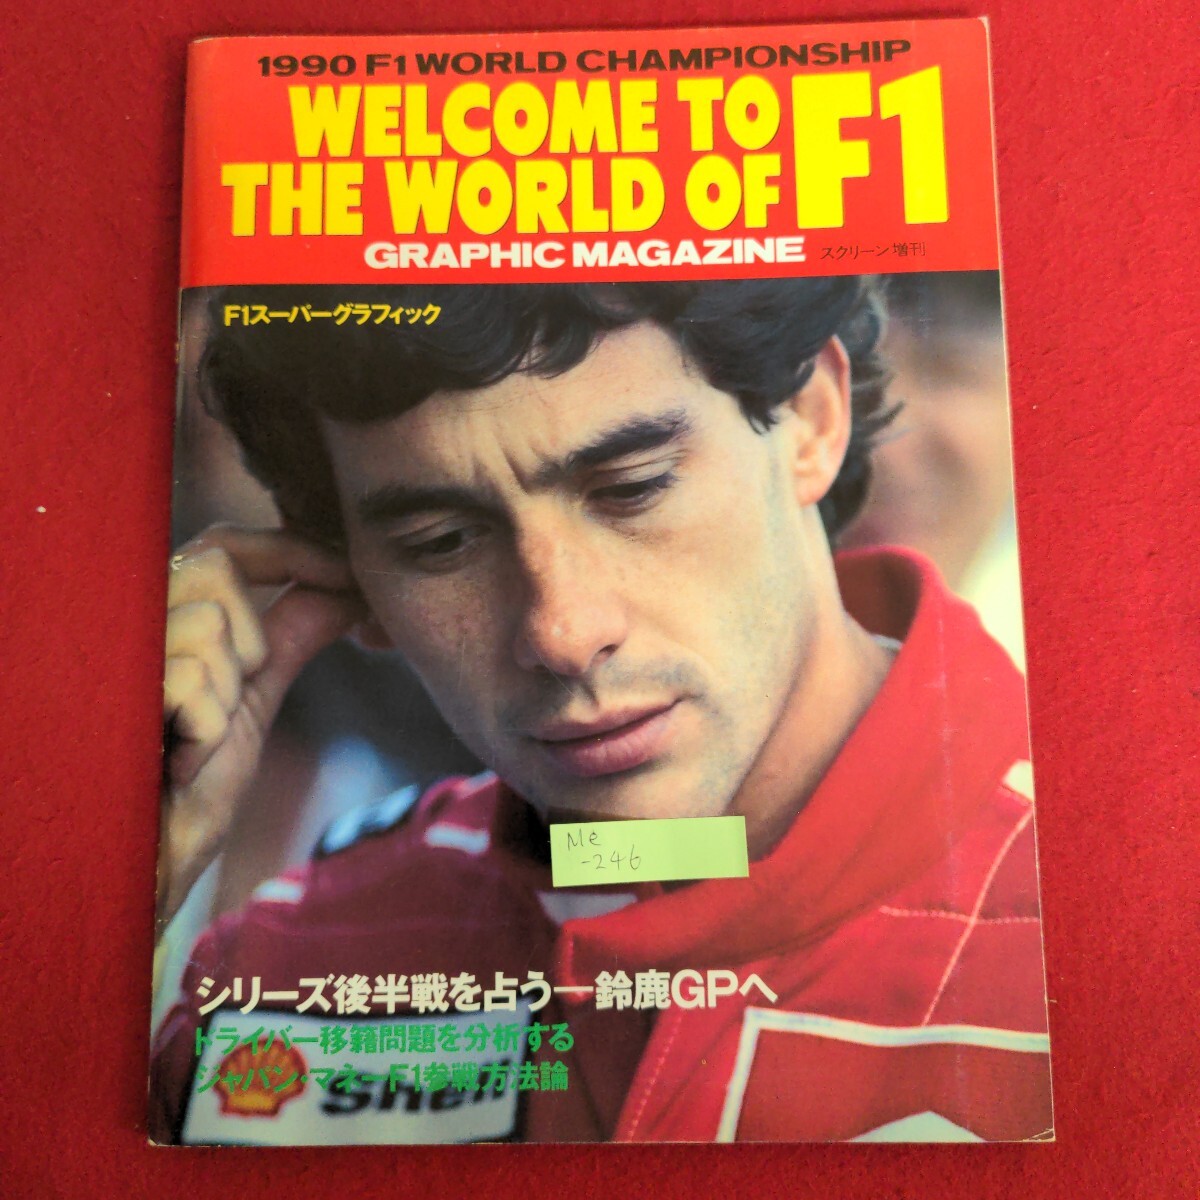 1990 F1 WORLD CHAMPIONSHIP
WELCOME TO
THE WORLD OF F1
GRAPHIC MAGAZINE スクリーン増刊
F1スーパーグラフィック
Me
-246
シリーズ後半戦を占う—鈴鹿GPへ
ドライバー移籍問題を分析する
ジャパン・マネーF1参戦方法論
Shell